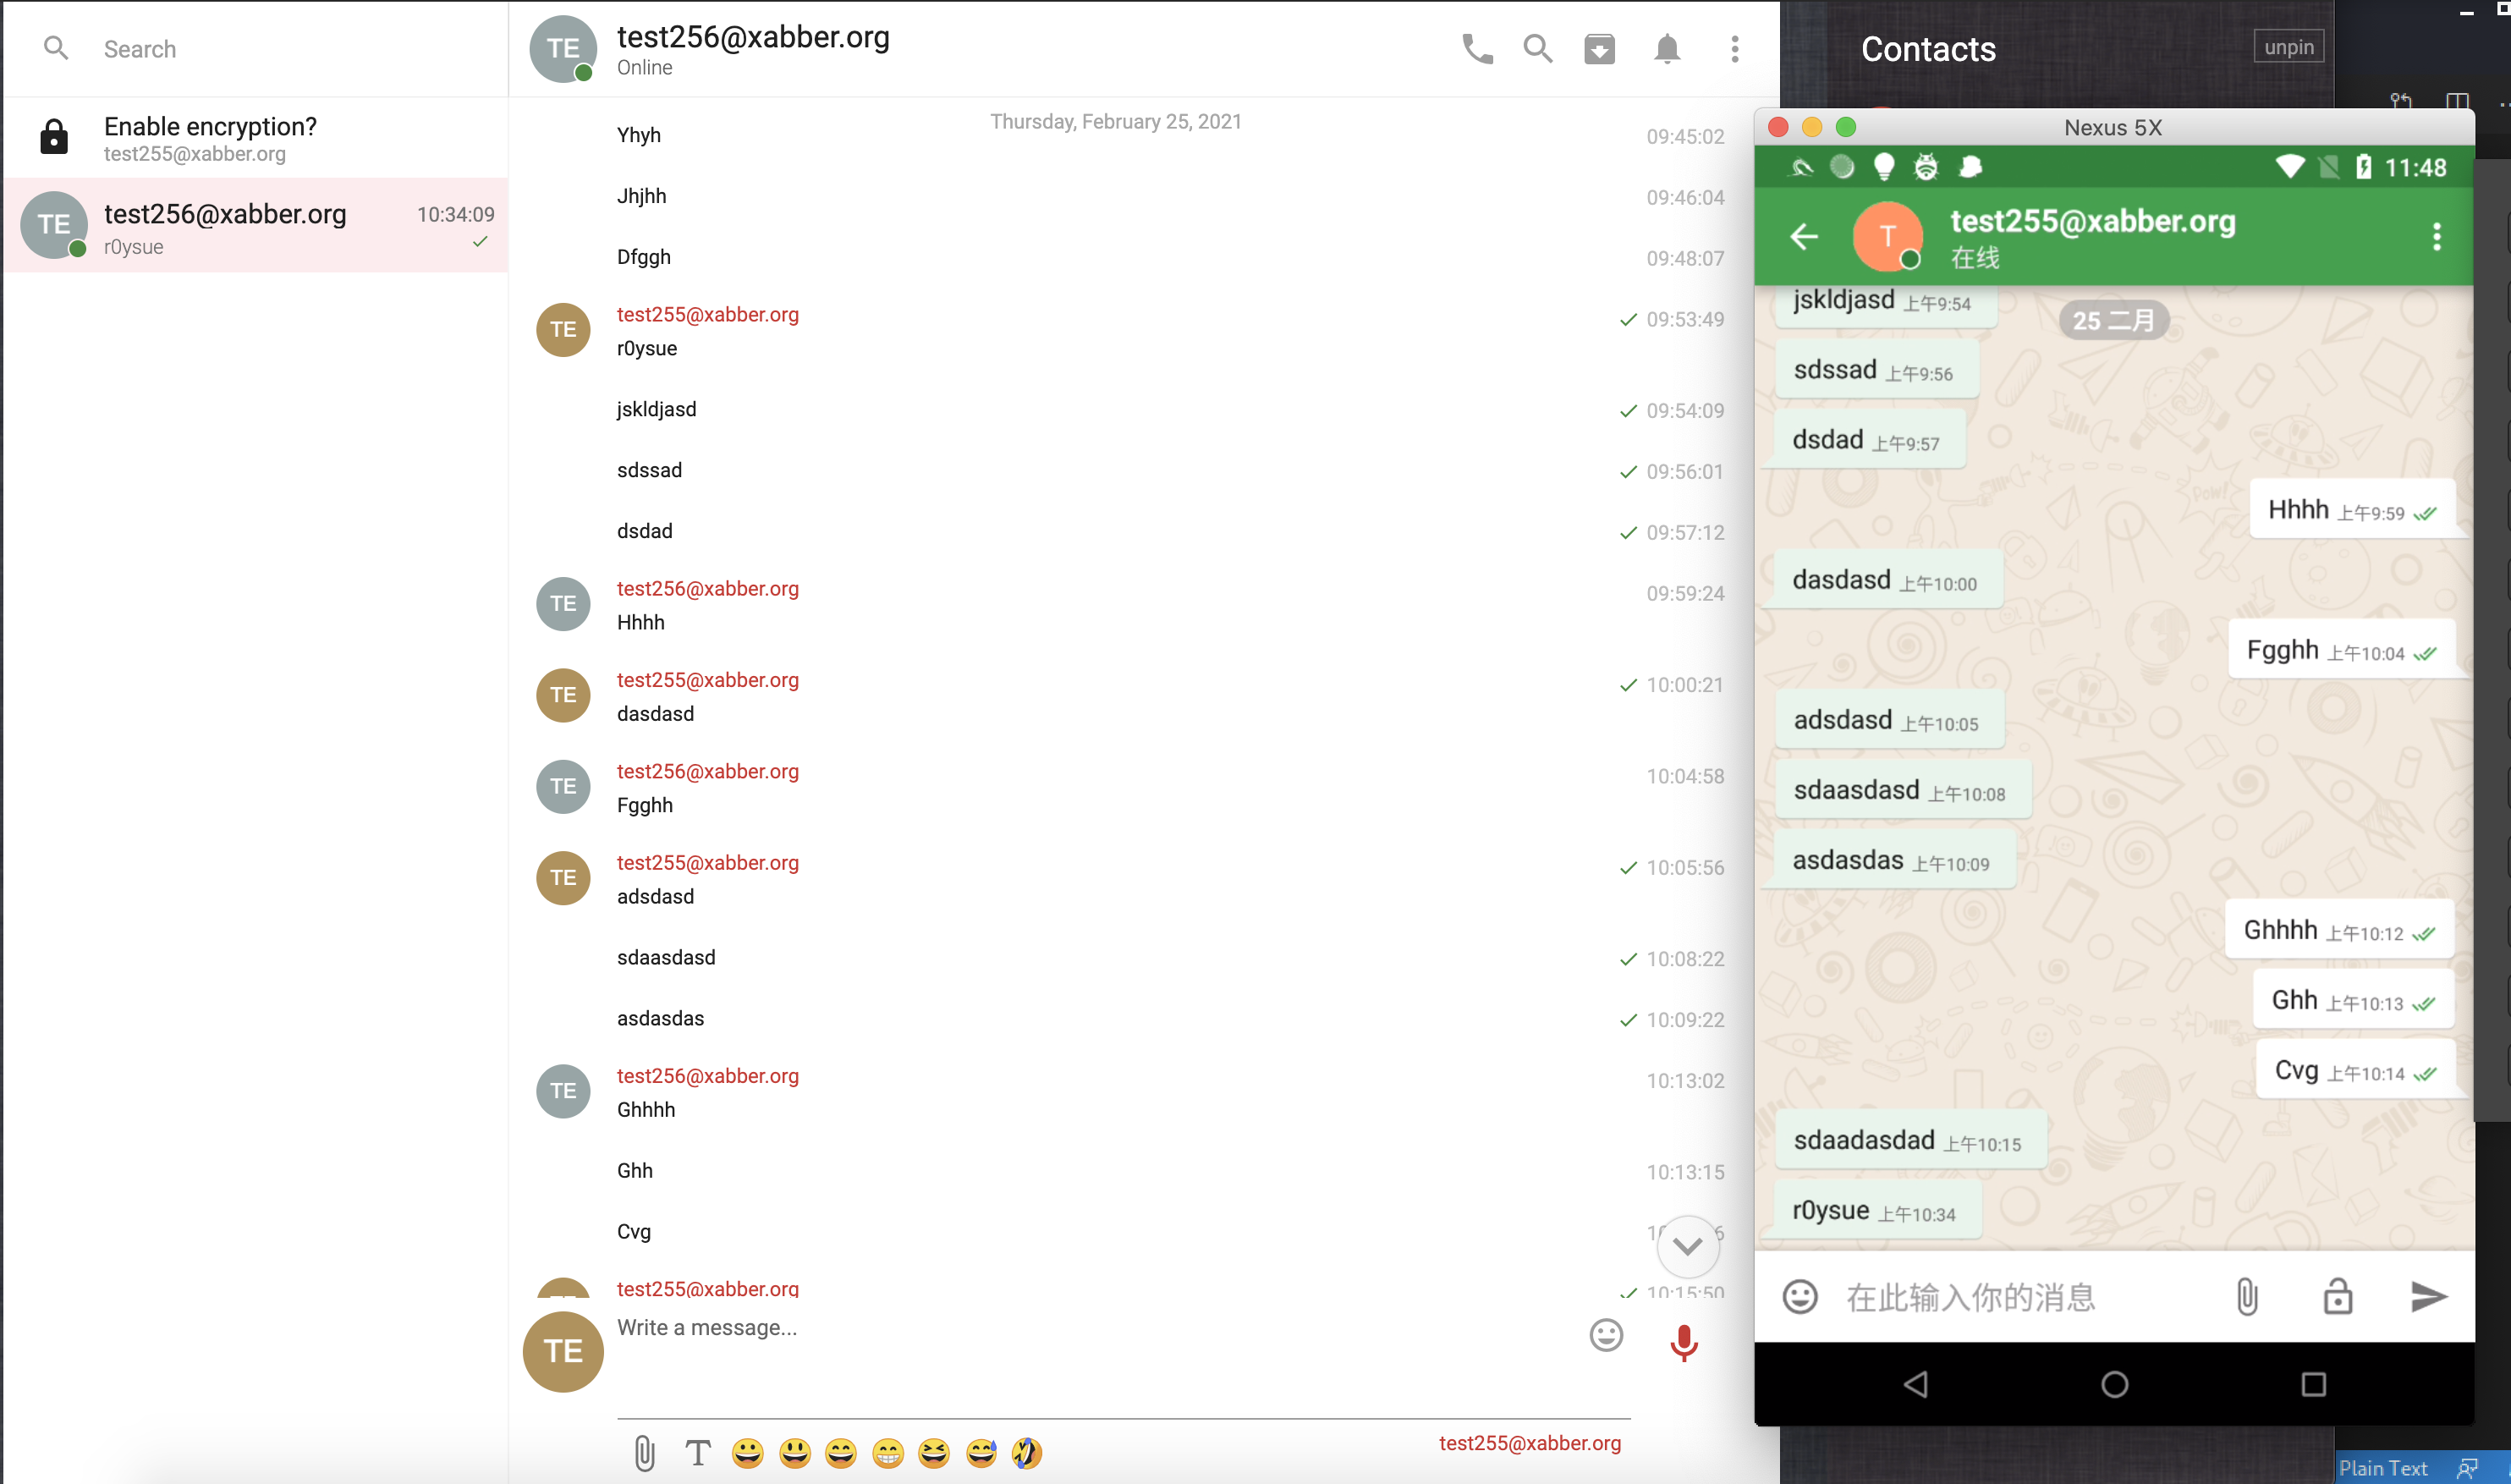 Search
Enable encryption?
test255@xabber.org
TE
test256@xabber.org
10:34:09
r0ysue
TE
test256@xabber.org
Online
Thursday, February 25, 2021
Yhyh
09:45:02
Jhjhh
09:46:04
Dfggh
09:48:07
TE
test255@xabber.org
09:53:49
r0ysue
jskldjasd
09:54:09
sdssad
09:56:01
dsdad
09:57:12
TE
test256@xabber.org
09:59:24
Hhhh
TE
test255@xabber.org
10:00:21
dasdasd
TE
test256@xabber.org
10:04:58
Fgghh
TE
test255@xabber.org
10:05:56
adsdasd
sdaasdasd
10:08:22
asdasdas
10:09:22
TE
test256@xabber.org
10:13:02
Ghhhh
Ghh
10:13:15
Cvg
test255@xabber.org
10:15:50
TE
Write a message...
T
test255@xabber.org
Contacts
unpin
Nexus 5X
11:48
T
test255@xabber.org
在线
jskldjasd 上午9:54
25 二月
sdssad 上午9:56
dsdad 上午9:57
Hhhh 上午9:59
dasdasd 上午10:00
Fgghh 上午10:04
adsdasd 上午10:05
sdaasdasd 上午10:08
asdasdas 上午10:09
Ghhhh 上午10:12
Ghh 上午10:13
Cvg 上午10:14
sdaadasdad 上午10:15
r0ysue 上午10:34
在此输入你的消息
Plain Text